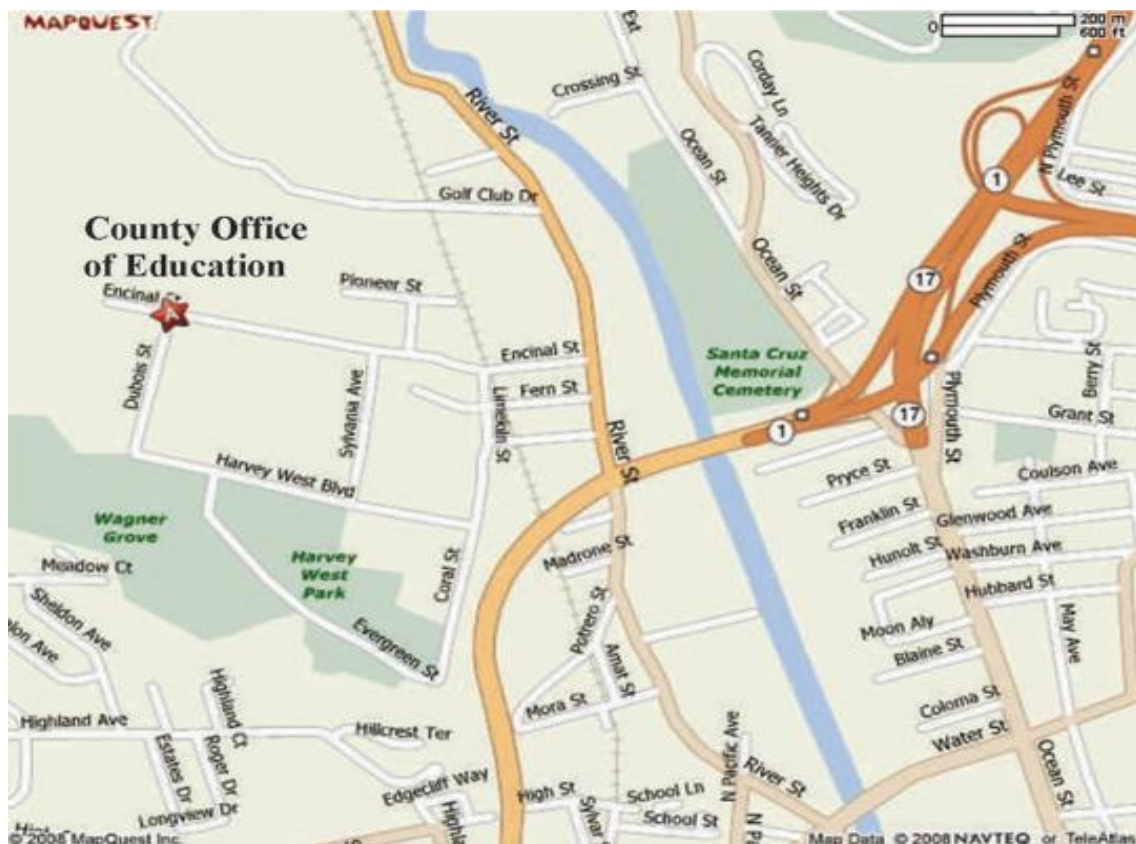 MAPQUEST
0
200 m
600 ft
Ext
Crossing St
River St
Corday Ln
Tanner Heights Dr
Ocean St
N Plymouth St
1
Lee St
Golf Club Dr
County Office
of Education
Pioneer St
Encinal St
A
Ocean St
17
Plymouth St
Dubois St
Sylvania Ave
Encinal St
Fern St
Limekiln St
Santa Cruz
Memorial
Cemetery
Berry St
Plymouth St
Grant St
17
1
River St
Harvey West Blvd
Pryce St
Coulson Ave
Franklin St
Glenwood Ave
Wagner
Grove
Harvey
West
Park
Meadow Ct
Coral St
Madrone St
Hunolt St
Washburn Ave
Hubbard St
Sheldon Ave
Evergreen St
Potrero St
Amat St
Moon Aly
May Ave
Blaine St
Highland Ave
Highland Ct
Hillcrest Ter
Mora St
Coloma St
Water St
N Pacific Ave
River St
Ocean St
Estates Dr
Roger Dr
Longview Dr
Edgecliff Way
High St
School Ln
School St
© 2008 MapQuest Inc.
Map Data © 2008 NAVTEQ or TeleAtlas